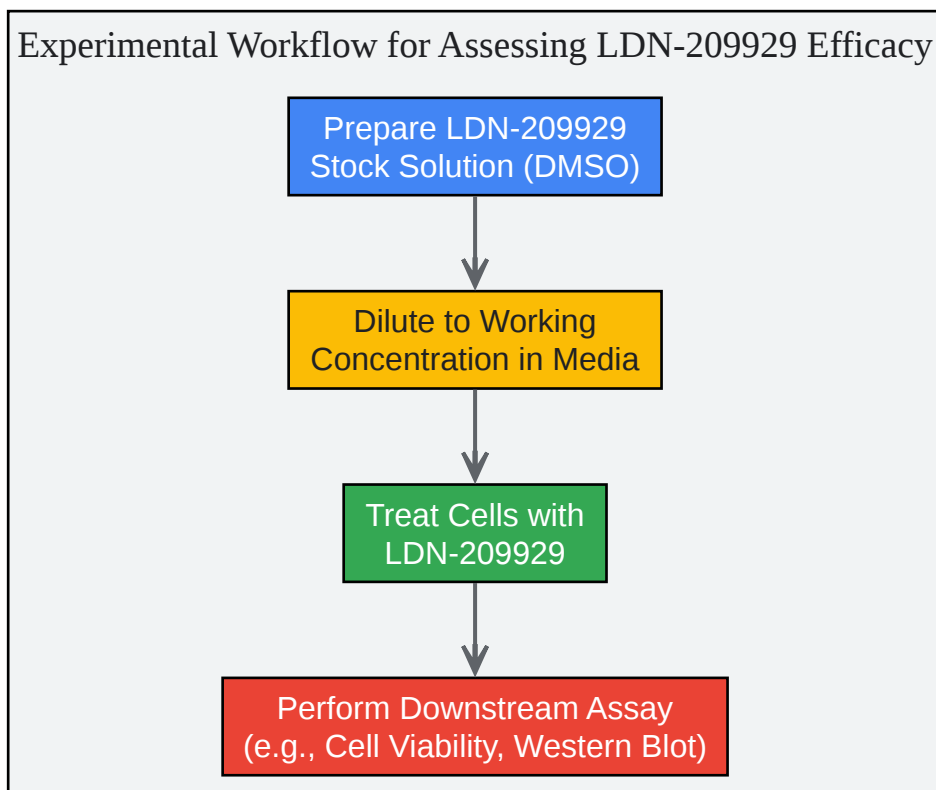 Experimental Workflow for Assessing LDN-209929 Efficacy
Prepare LDN-209929
Stock Solution (DMSO)
Dilute to Working
Concentration in Media
Treat Cells with
LDN-209929
Perform Downstream Assay
(e.g., Cell Viability, Western Blot)